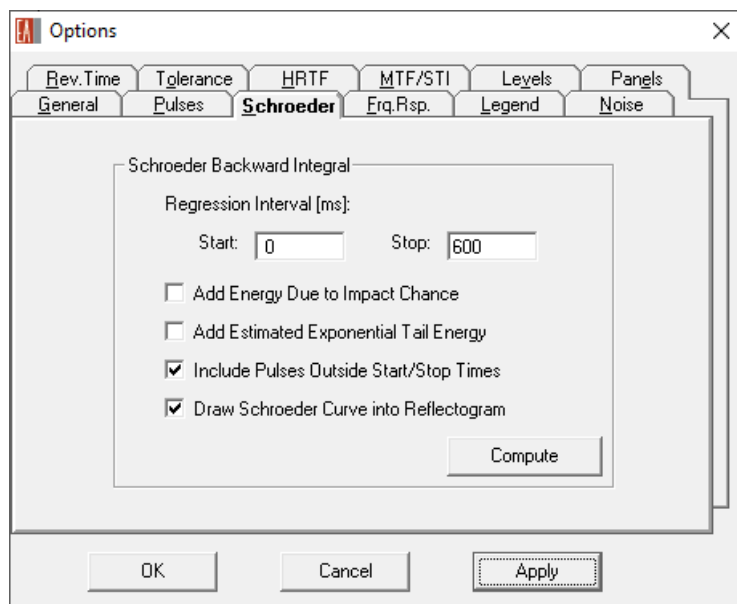 EA Options
Rev.Time Tolerance HRTF MTF/STI Levels Panels
General Pulses Schroeder Frq.Rsp. Legend Noise
Schroeder Backward Integral
Regression Interval [ms]:
Start: 0 Stop: 600
Add Energy Due to Impact Chance
Add Estimated Exponential Tail Energy
Include Pulses Outside Start/Stop Times
Draw Schroeder Curve into Reflectogram
Compute
OK Cancel Apply